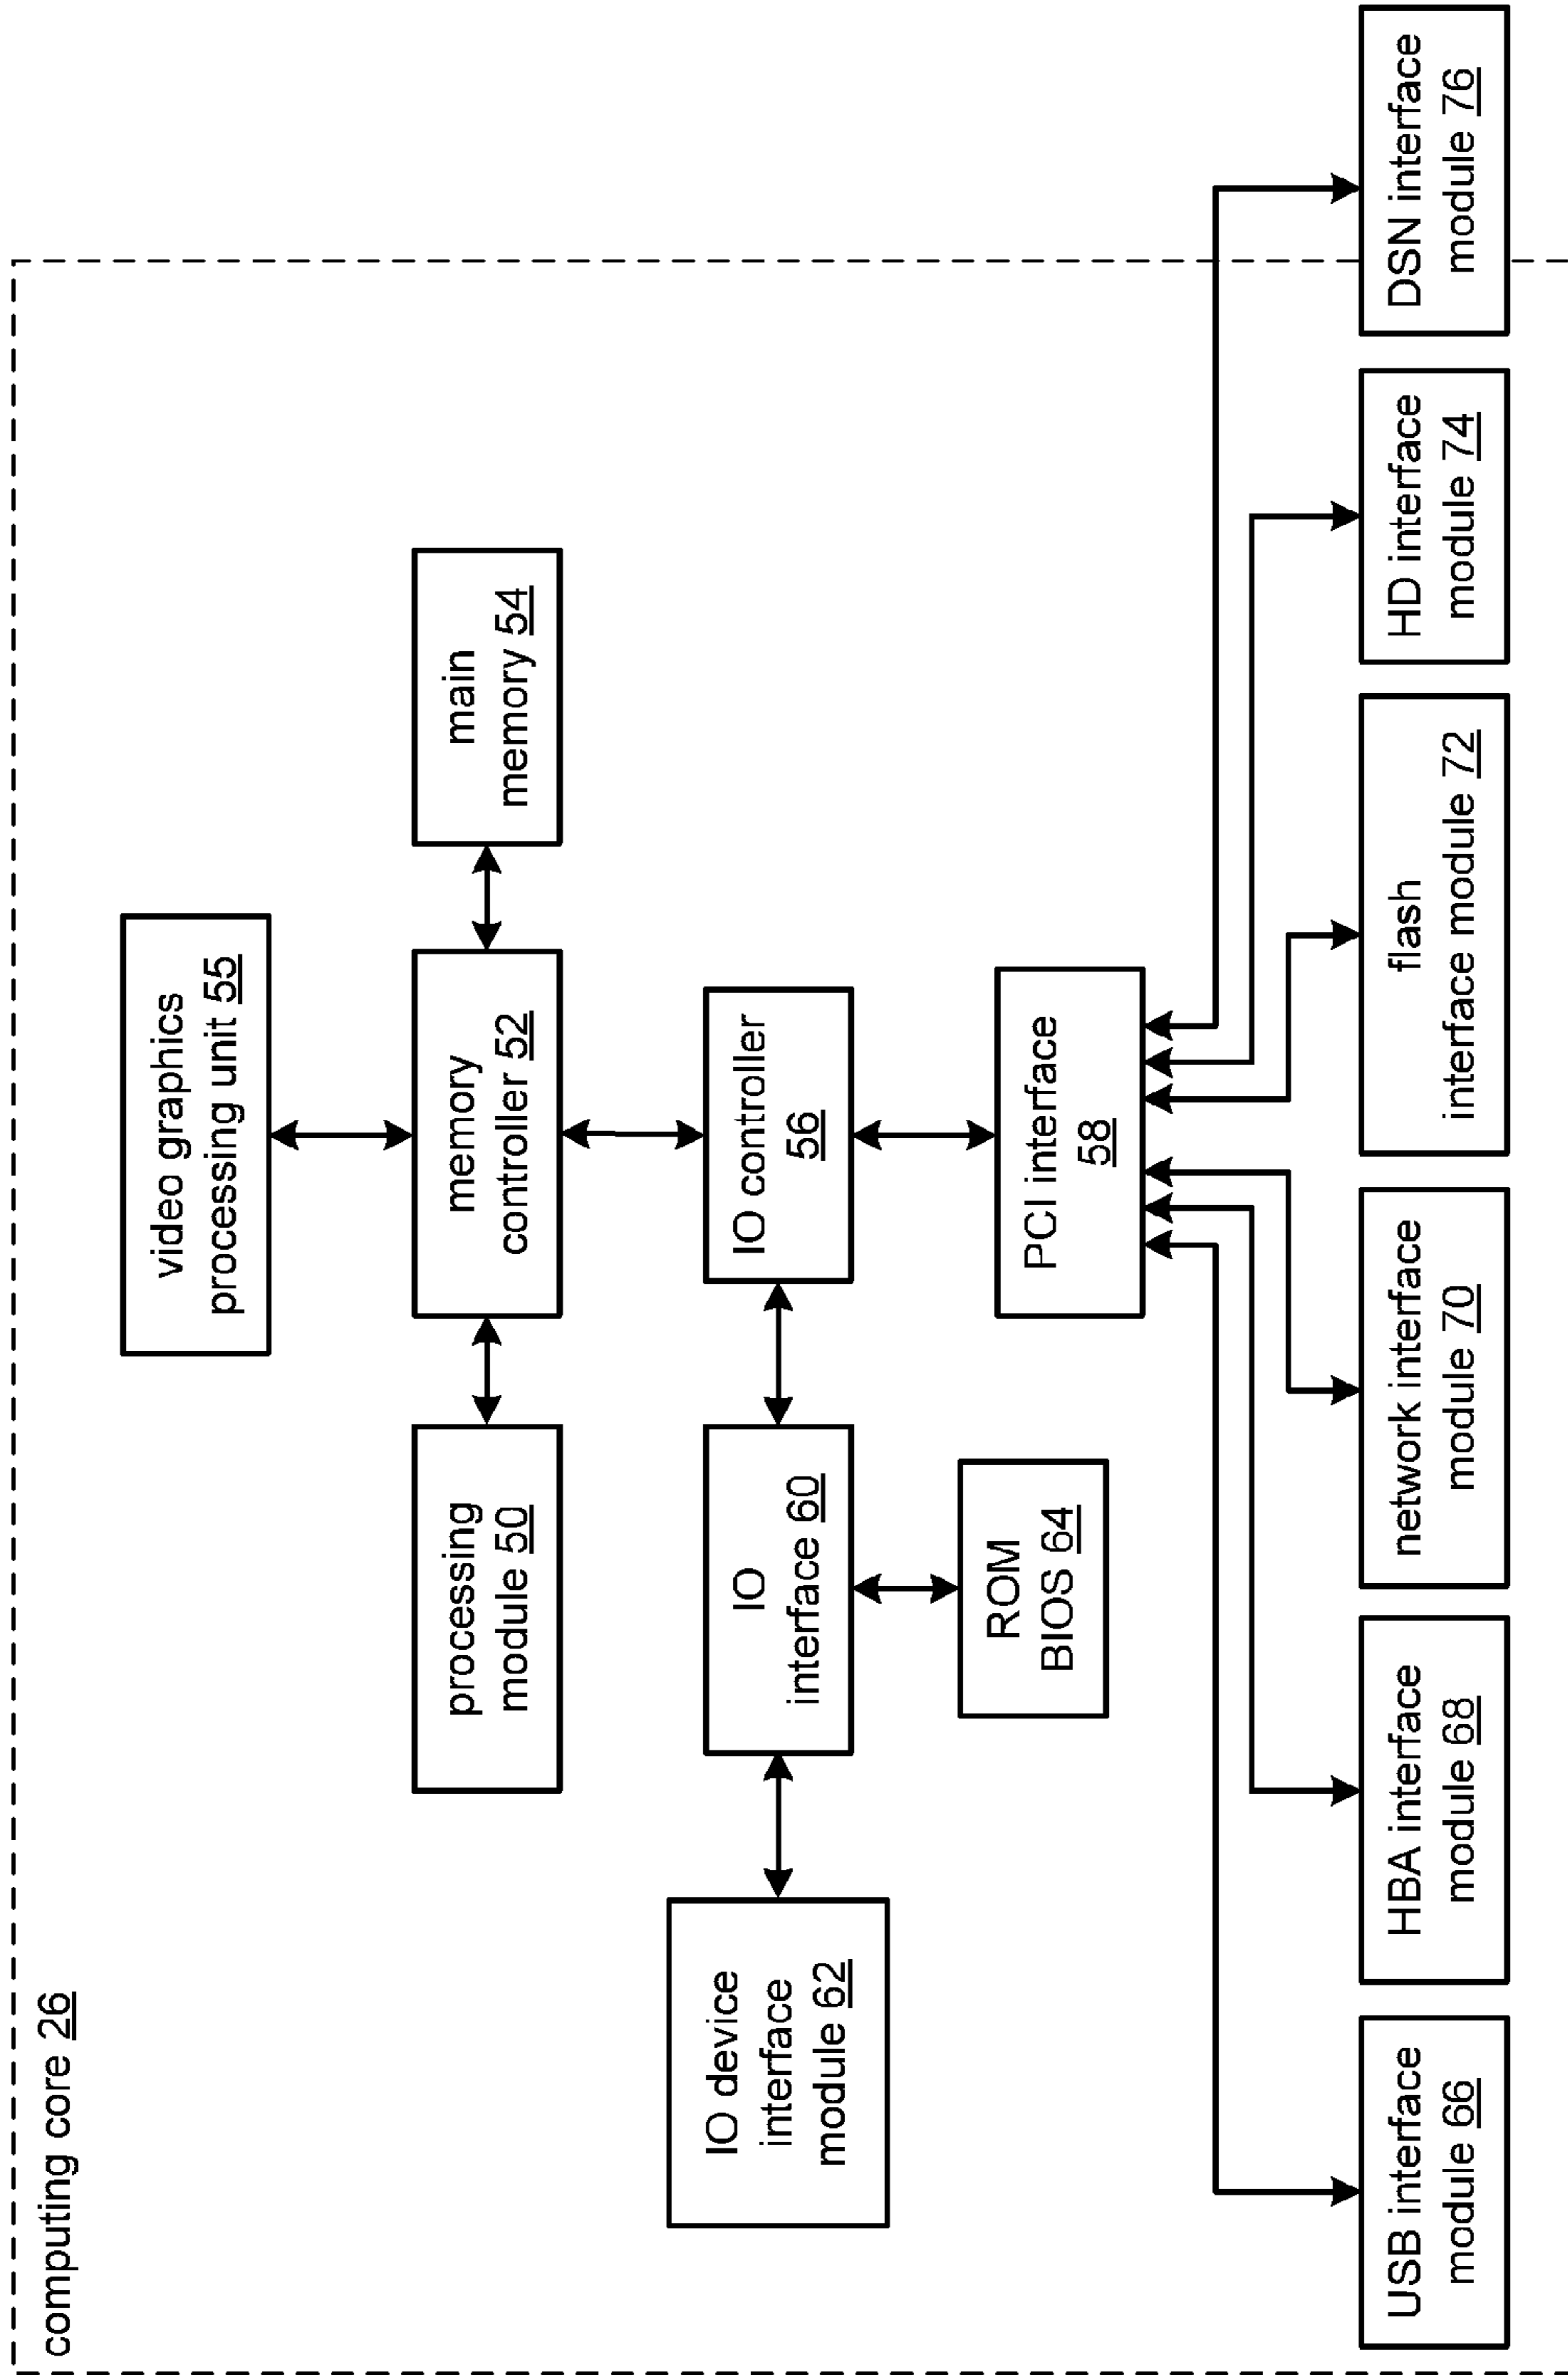 computing core 26
video graphics
processing unit 55
processing
module 50
memory
controller 52
main
memory 54
IO device
interface
module 62
IO
interface 60
IO controller
56
ROM
BIOS 64
PCI interface
58
USB interface
module 66
HBA interface
module 68
network interface
module 70
flash
interface module 72
HD interface
module 74
DSN interface
module 76